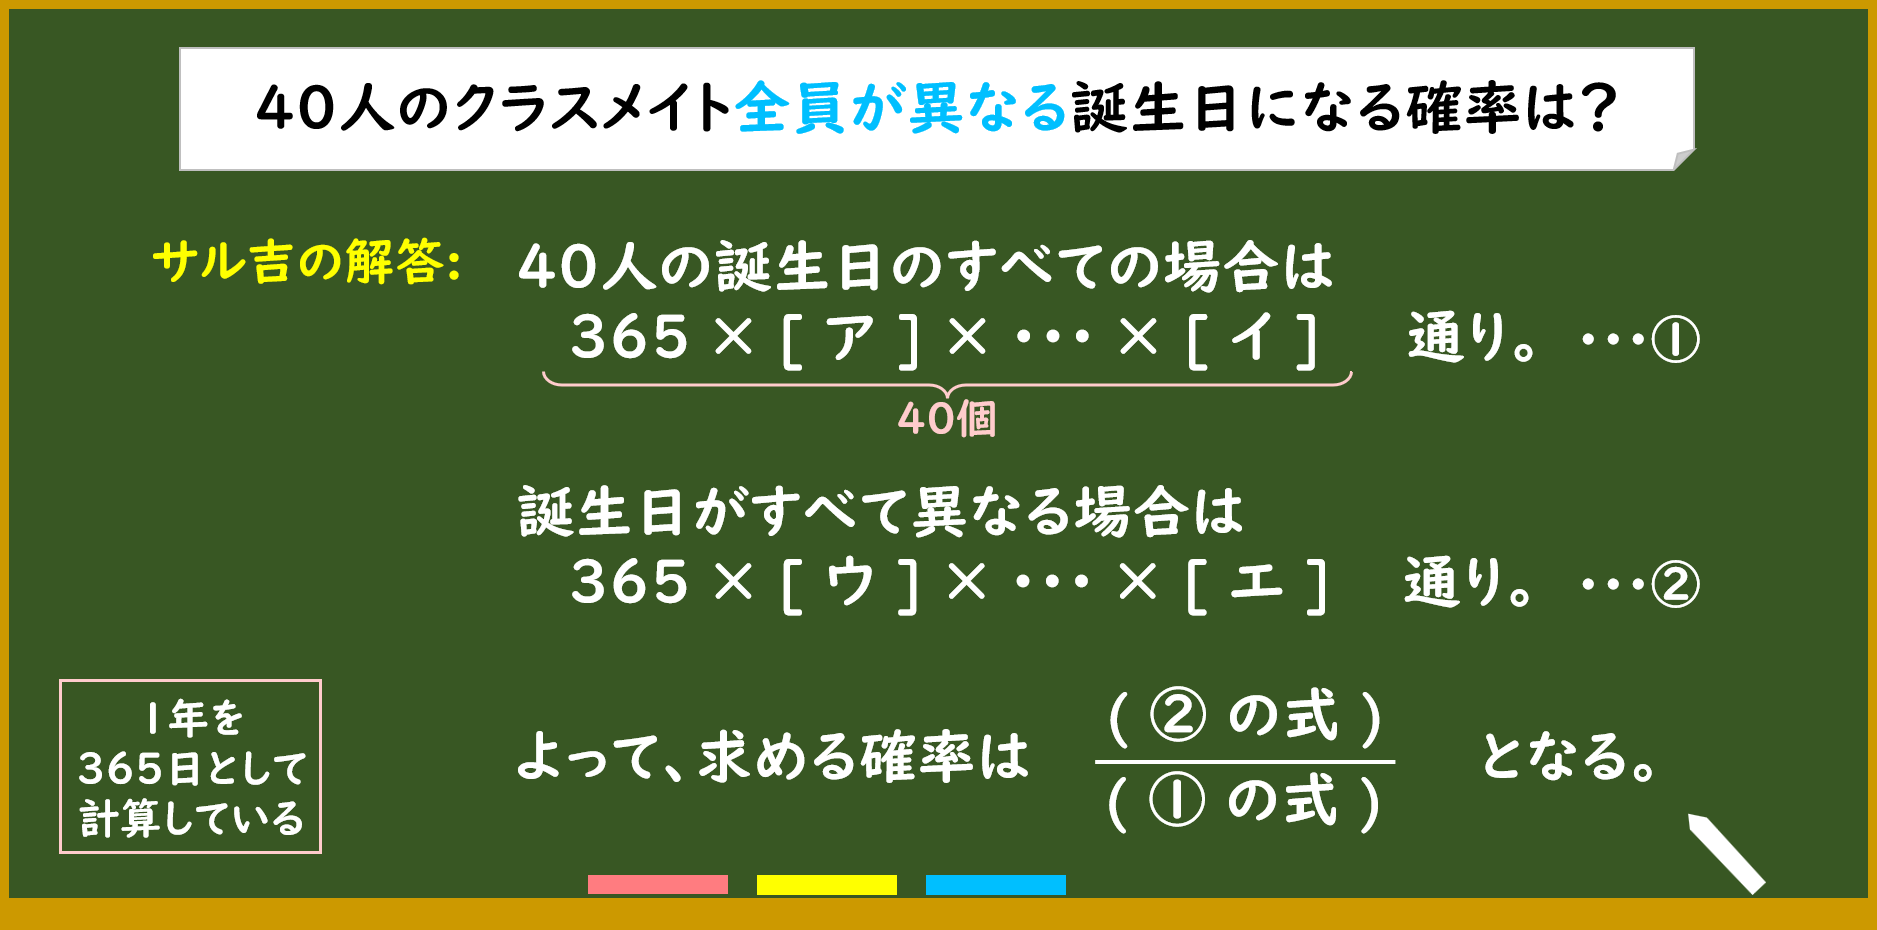 40人のクラスメイト全員が異なる誕生日になる確率は?
サル吉の解答: 40人の誕生日のすべての場合は
365 × [ ア ] × ・・・ × [ イ ] 通り。 ・・・①
40個
誕生日がすべて異なる場合は
365 × [ ウ ] × ・・・ × [ エ ] 通り。 ・・・②
1年を
365日として
計算している
よって、求める確率は
( ② の式 )
( ① の式 )
となる。